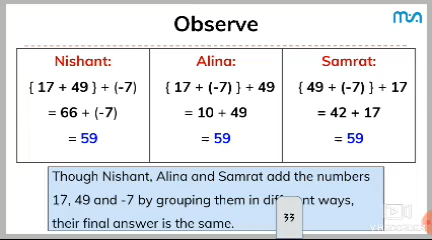 Observe
Nishant:
{ 17 + 49 } + (-7)
= 66 + (-7)
= 59
Alina:
{ 17 + (-7) } + 49
= 10 + 49
= 59
Samrat:
{ 49 + (-7) } + 17
= 42 + 17
= 59
Though Nishant, Alina and Samrat add the numbers
17, 49 and -7 by grouping them in different ways,
their final answer is the same.
33